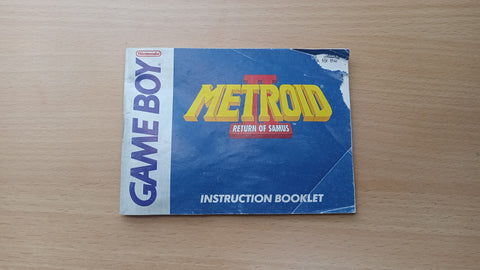 Nintendo
GAME BOY
METROID
II
RETURN OF SAMUS
INSTRUCTION BOOKLET